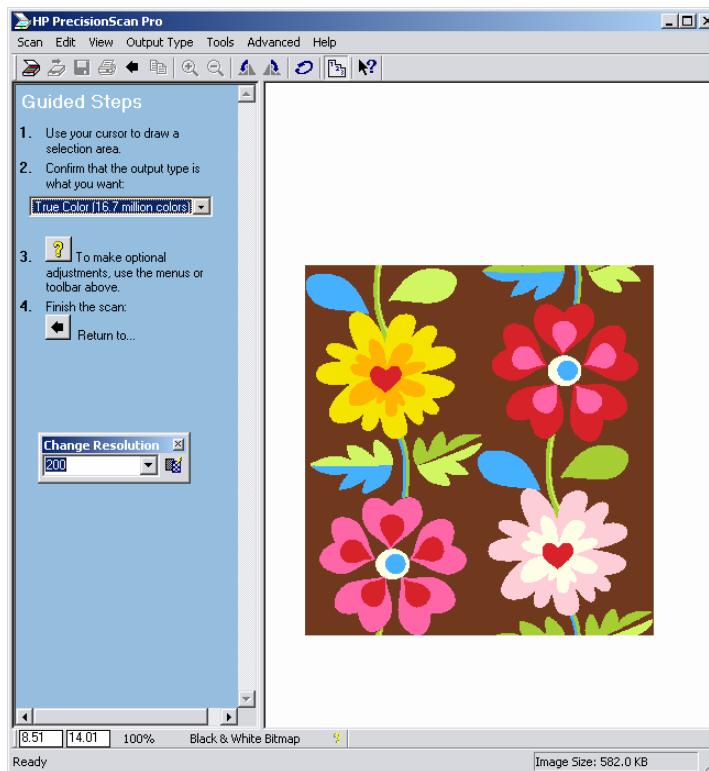 HP PrecisionScan Pro
Scan Edit View Output Type Tools Advanced Help
Guided Steps
1. Use your cursor to draw a
selection area.
2. Confirm that the output type is
what you want:
True Color (16.7 million colors)
3. To make optional
adjustments, use the menus or
toolbar above.
4. Finish the scan:
Return to...
Change Resolution
200
8.51 14.01 100% Black & White Bitmap
Ready Image Size: 582.0 KB